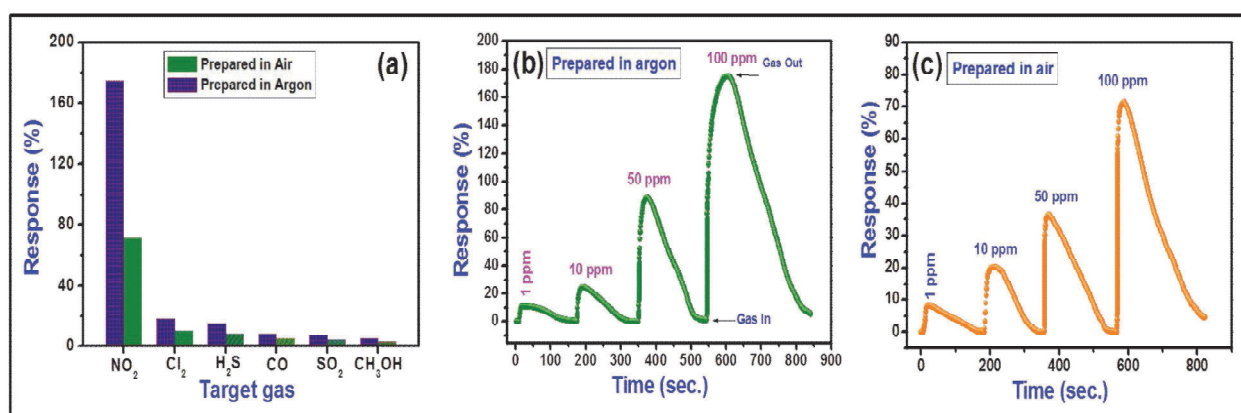 (a)
Prepared in Air
Prepared in Argon
Response (%)
200
180
120
80
40
0
NO2
Cl2
H2S
CO
SO2
CH3OH
Target gas
(b)
Prepared in argon
100 ppm
Gas Out
50 ppm
10 ppm
1 ppm
Gas In
Response (%)
200
180
160
140
120
100
80
60
40
20
0
0 100 200 300 400 500 600 700 800 900
Time (sec.)
(c)
Prepared in air
100 ppm
50 ppm
10 ppm
1 ppm
Response (%)
90
80
70
60
50
40
30
20
10
0
0 200 400 600 800
Time (sec.)